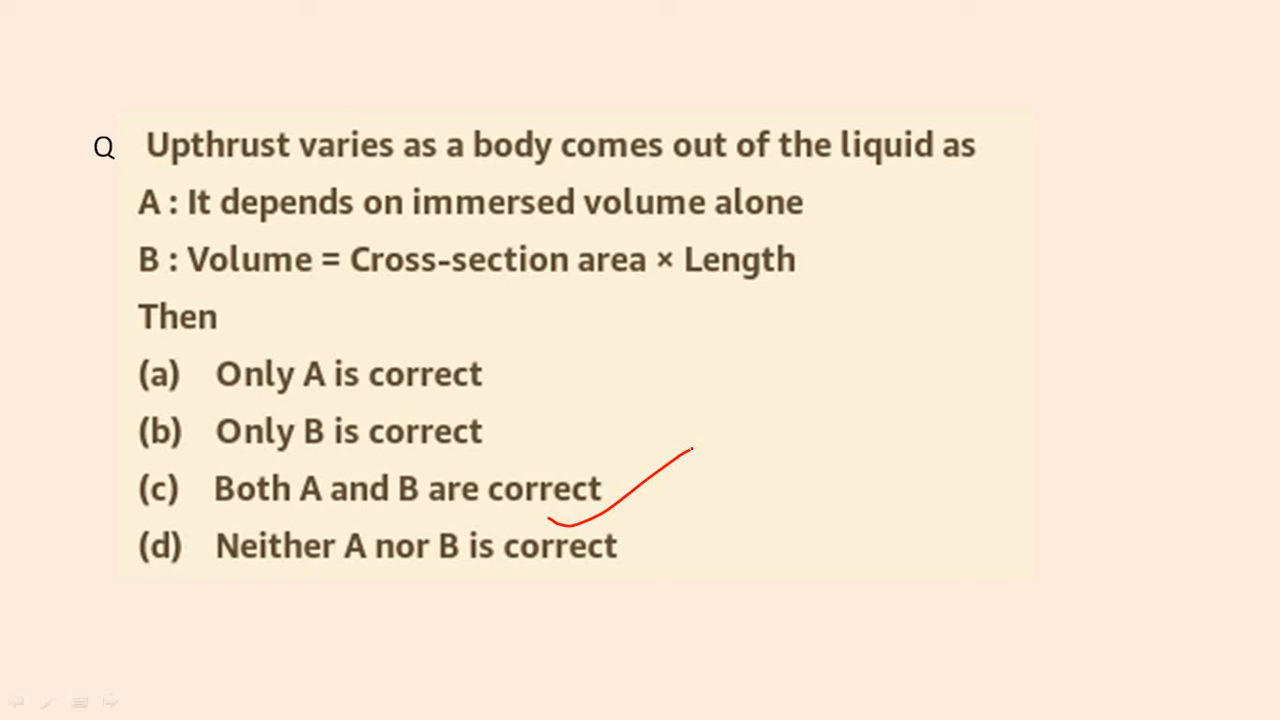 Q Upthrust varies as a body comes out of the liquid as
A : It depends on immersed volume alone
B : Volume = Cross-section area × Length
Then
(a) Only A is correct
(b) Only B is correct
(c) Both A and B are correct
(d) Neither A nor B is correct